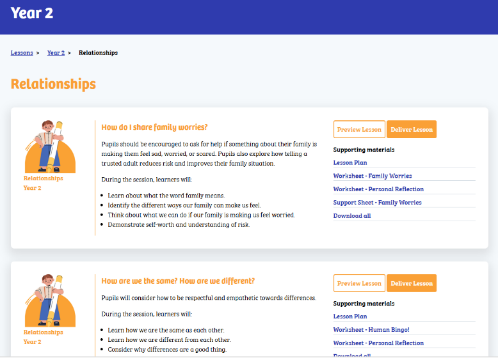 Year 2
Lessons > Year 2 > Relationships
Relationships
How do I share family worries?
Pupils should be encouraged to ask for help if something about their family is
making them feel sad, worried, or scared. Pupils also explore how telling a
trusted adult reduces risk and improves their family situation.
During the session, learners will:
Learn about what the word family means.
Identify the different ways our family can make us feel.
Think about what we can do if our family is making us feel worried.
Demonstrate self-worth and understanding of risk.
Relationships
Year 2
Preview Lesson
Deliver Lesson
Supporting materials
Lesson Plan
Worksheet - Family Worries
Worksheet - Personal Reflection
Support Sheet - Family Worries
Download all
How are we the same? How are we different?
Pupils will consider how to be respectful and empathetic towards differences.
During the session, learners will:
Learn how we are the same as each other.
Learn how we are different from each other.
Consider why differences are a good thing.
Relationships
Year 2
Preview Lesson
Deliver Lesson
Supporting materials
Lesson Plan
Worksheet - Human Bingo!
Worksheet - Personal Reflection
Download all